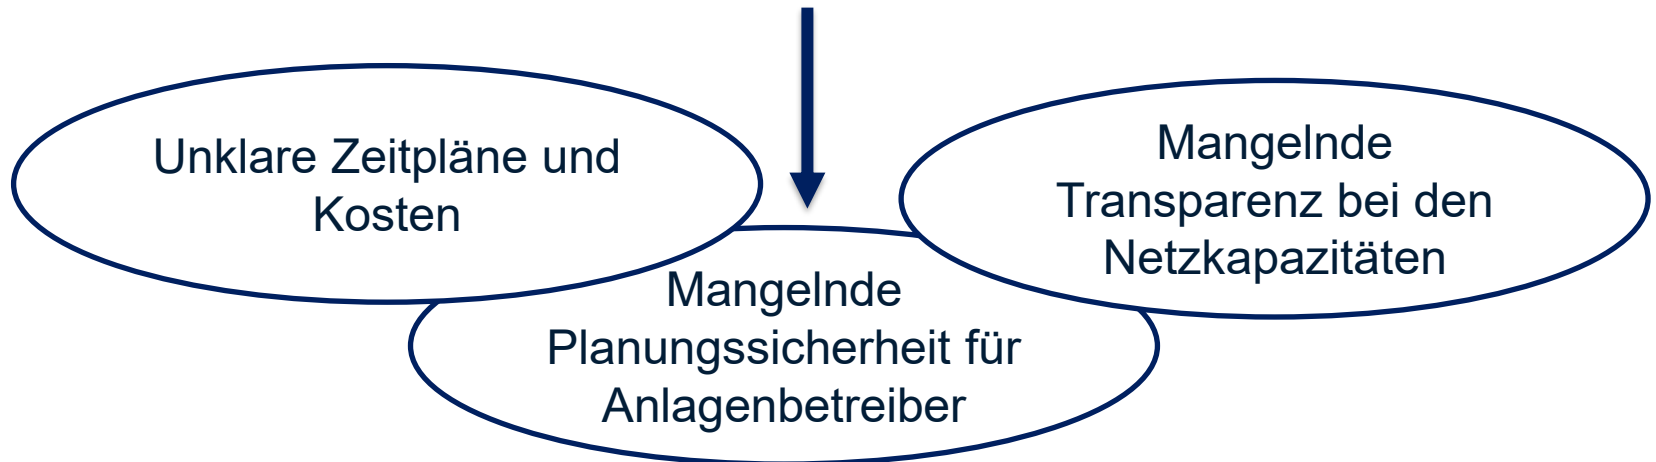 Unklare Zeitpläne und
Kosten
Mangelnde
Transparenz bei den
Netzkapazitäten
Mangelnde
Planungssicherheit für
Anlagenbetreiber